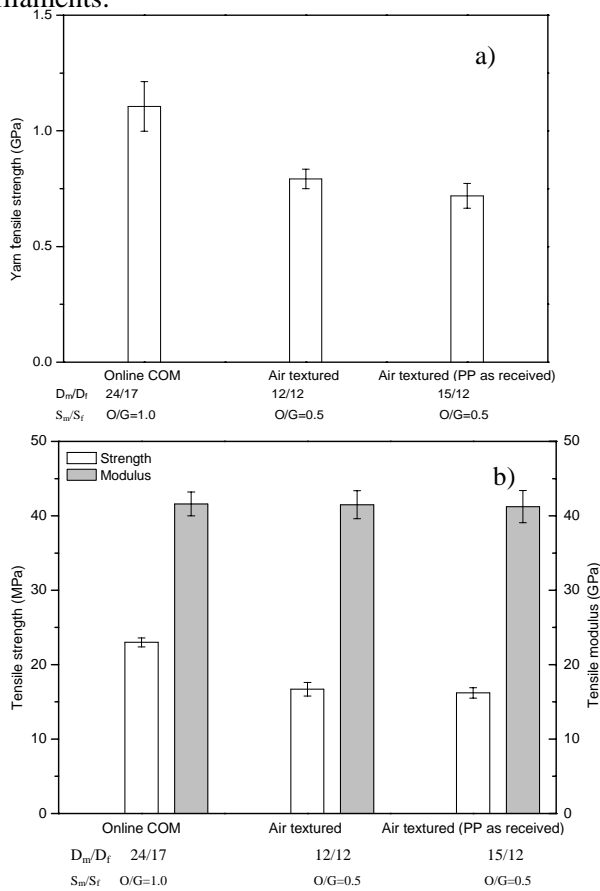 filaments.
a)
1.5
1.0
0.5
0.0
Yarn tensile strength (GPa)
Online COM Air textured Air textured (PP as received)
Dm/Df 24/17 12/12 15/12
Sm/Sf O/G=1.0 O/G=0.5 O/G=0.5
b)
Strength
Modulus
50 50
40 40
30 30
20 20
10 10
0 0
Tensile strength (MPa)
Tensile modulus (GPa)
Online COM Air textured Air textured (PP as received)
Dm/Df 24/17 12/12 15/12
Sm/Sf O/G=1.0 O/G=0.5 O/G=0.5